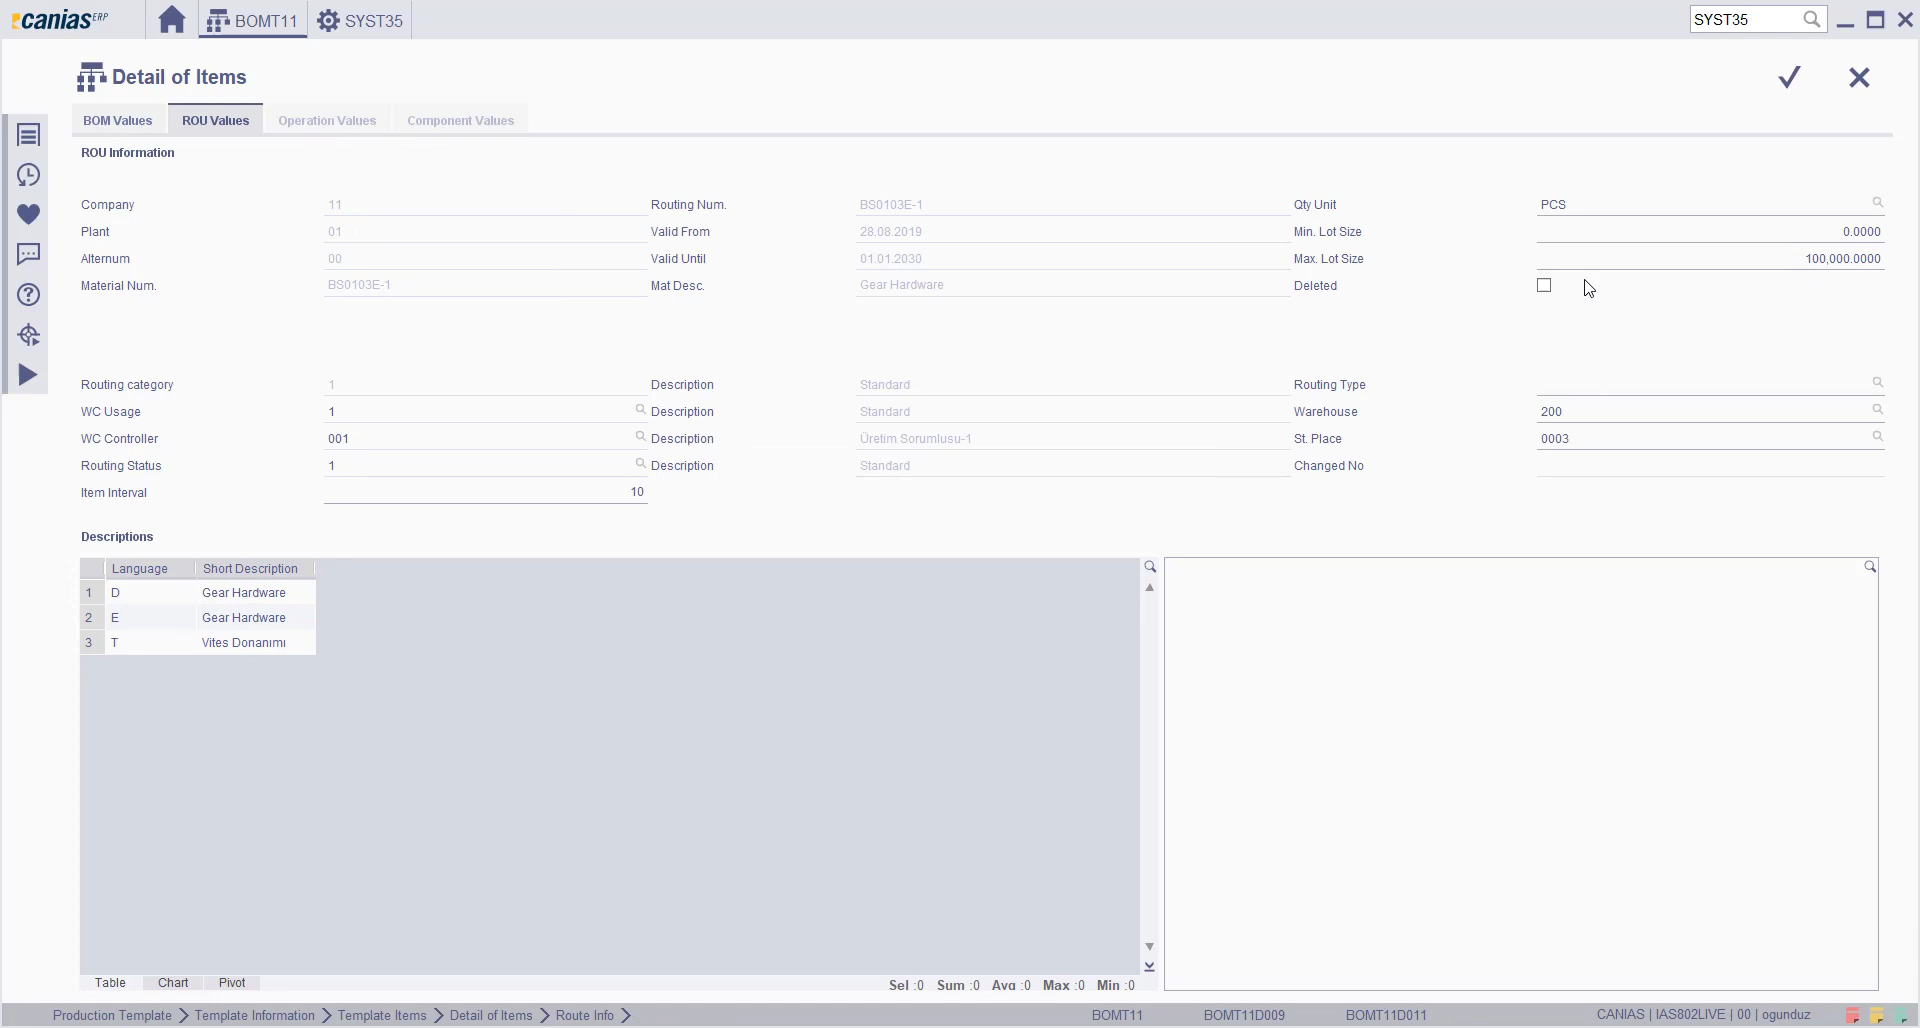 caniasERP BOMT11 SYST35 SYST35
Detail of Items
BOM Values ROU Values Operation Values Component Values
ROU Information
Company 11 Routing Num. BS0103E-1 Qty Unit PCS
Plant 01 Valid From 28.08.2019 Min. Lot Size 0.0000
Alternum 00 Valid Until 01.01.2030 Max. Lot Size 100,000.0000
Material Num. BS0103E-1 Mat Desc. Gear Hardware Deleted
Routing category 1 Description Standard Routing Type
WC Usage 1 Description Standard Warehouse 200
WC Controller 001 Description Üretim Sorumlusu-1 St. Place 0003
Routing Status 1 Description Standard Changed No
Item Interval 10
Descriptions
Language Short Description
1 D Gear Hardware
2 E Gear Hardware
3 T Vites Donanımı
Table Chart Pivot Sel :0 Sum :0 Avg :0 Max :0 Min :0
Production Template Template Information Template Items Detail of Items Route Info BOMT11 BOMT11D009 BOMT11D011 CANIAS | IAS802LIVE | 00 | ogunduz